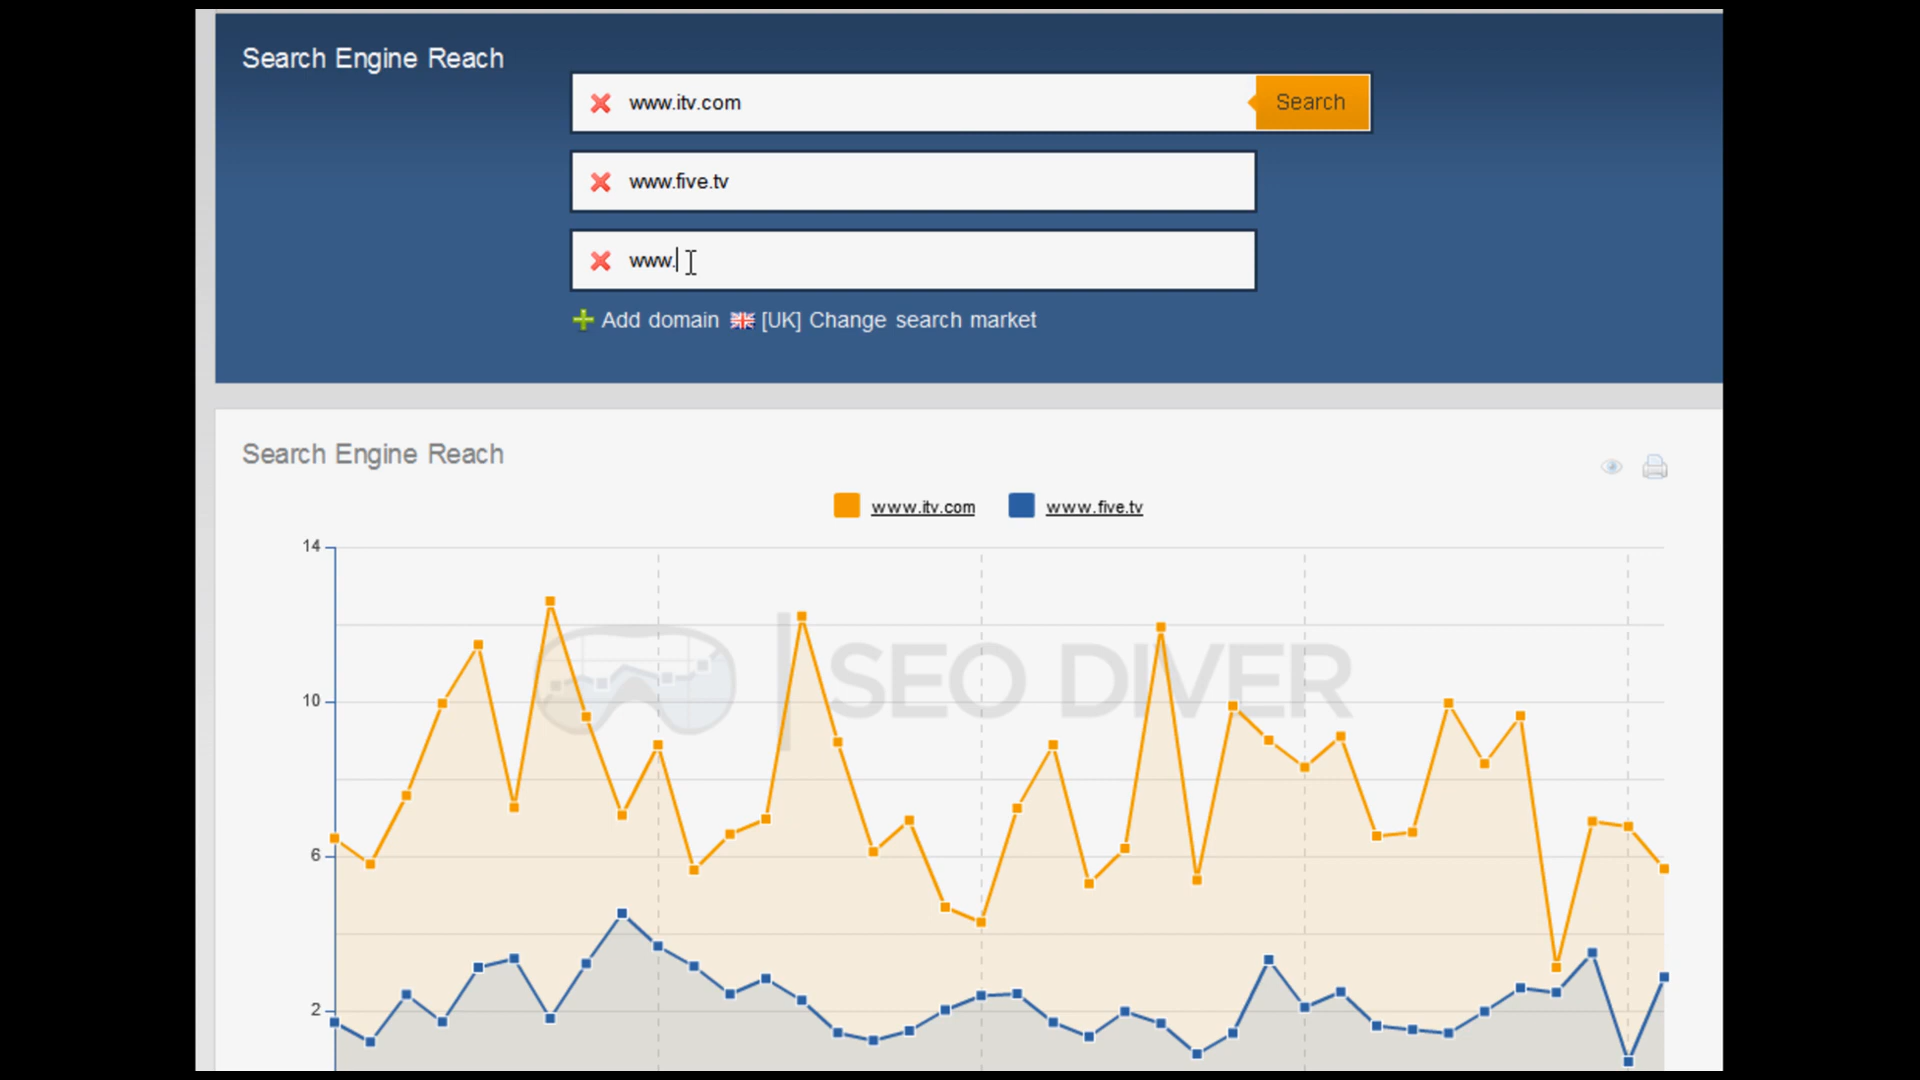 Search Engine Reach
www.itv.com
Search
www.five.tv
www.
Add domain [UK] Change search market
Search Engine Reach
www.itv.com www.five.tv
14
SEO DIVER
10
6
2